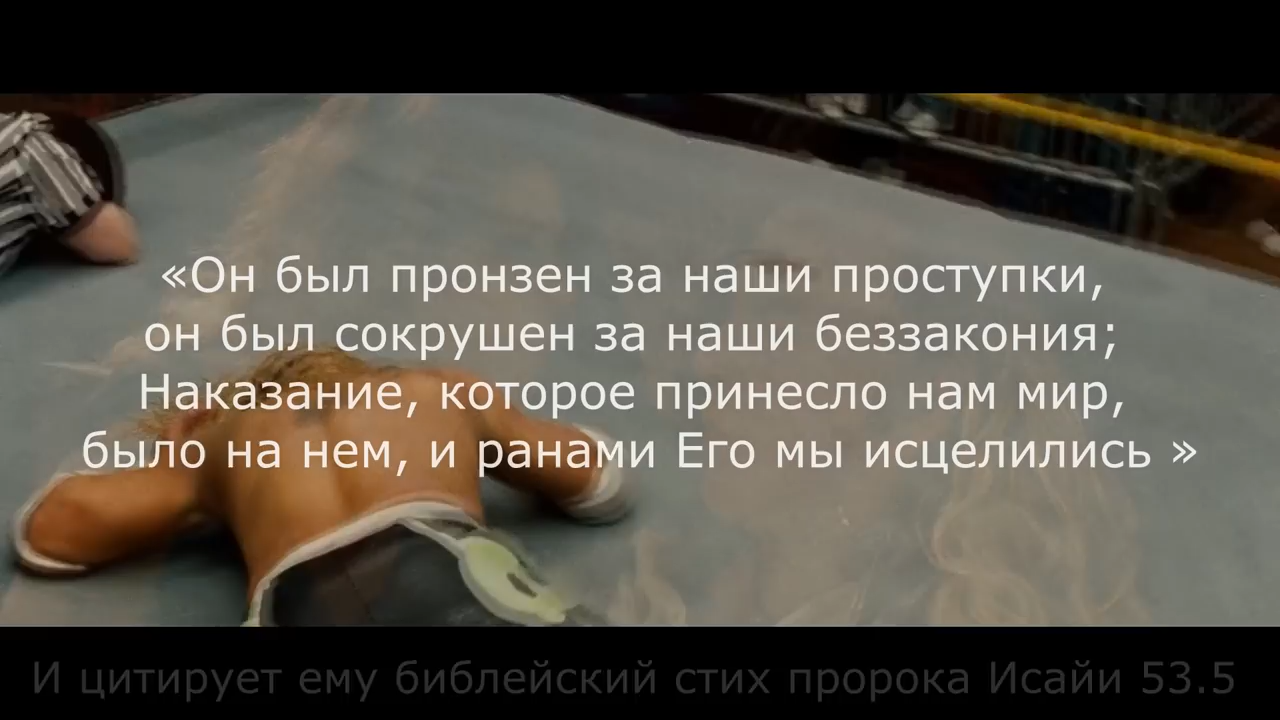 «Он был пронзен за наши проступки,
он был сокрушен за наши беззакония;
Наказание, которое принесло нам мир,
было на нем, и ранами Его мы исцелились »
И цитирует ему библейский стих пророка Исайи 53.5